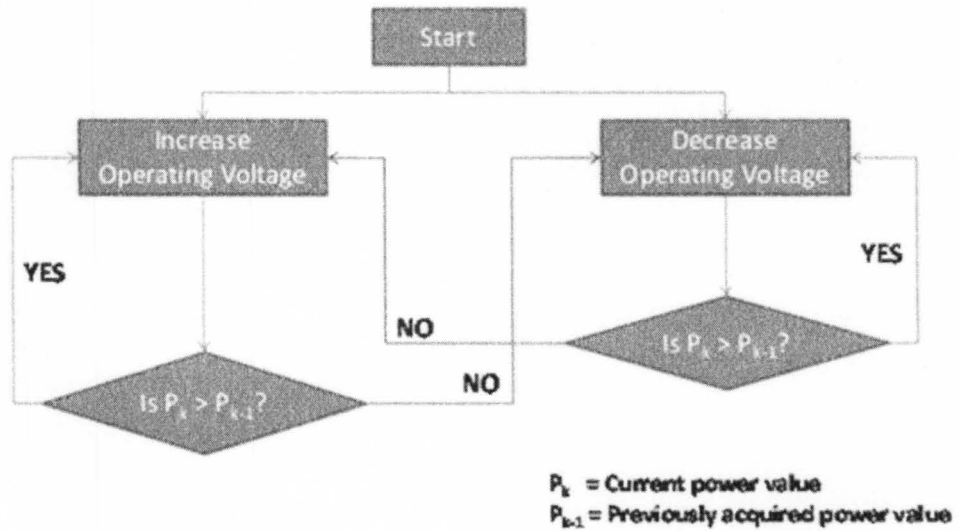 Start
Increase
Operating Voltage
Decrease
Operating Voltage
YES
YES
NO
Is Pₖ > Pₖ₋₁?
NO
Is Pₖ > Pₖ₋₁?
Pₖ = Current power value
Pₖ₋₁ = Previously acquired power value